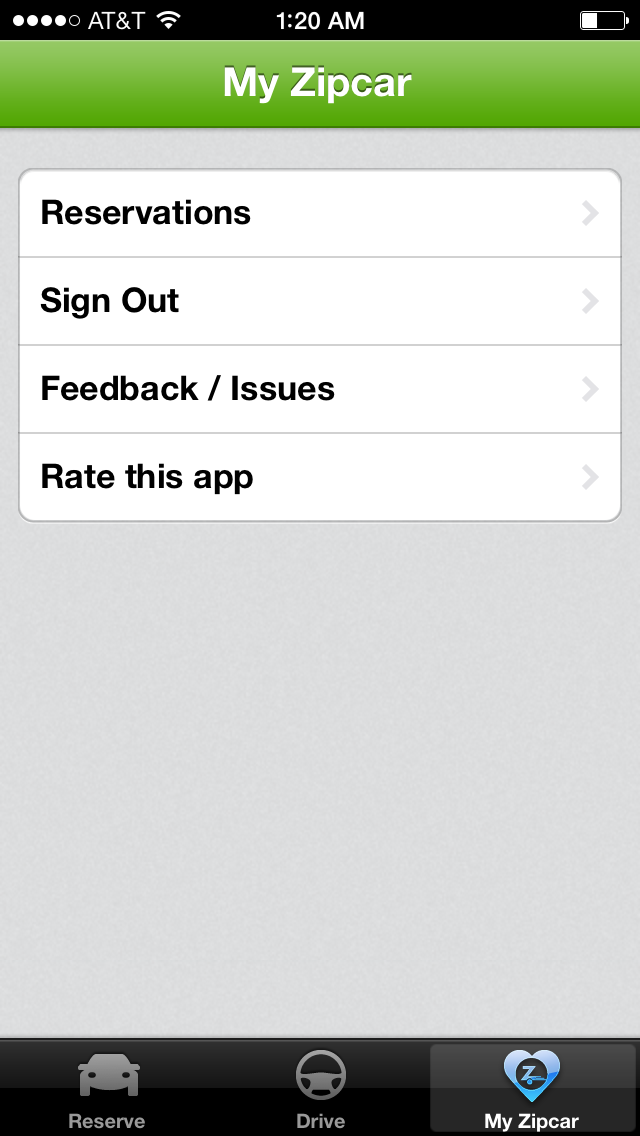 AT&T 1:20 AM
My Zipcar
Reservations
Sign Out
Feedback / Issues
Rate this app
Z
Reserve Drive My Zipcar